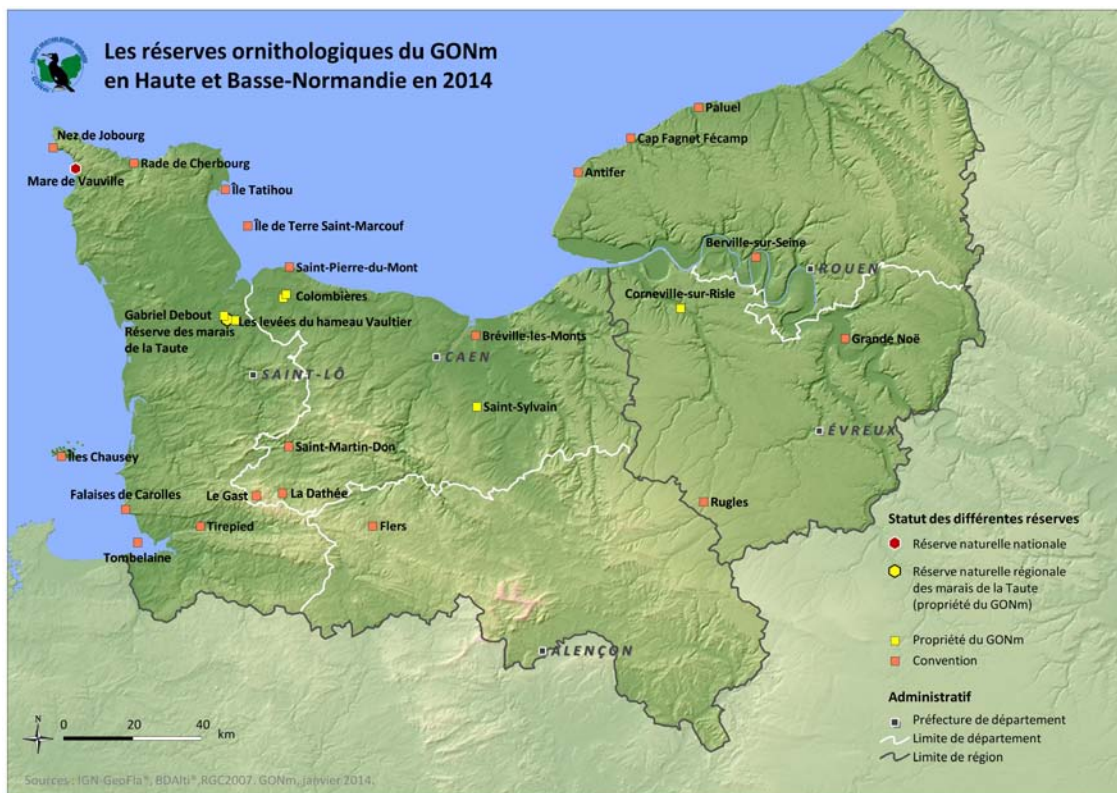 Les réserves ornithologiques du GONm
en Haute et Basse-Normandie en 2014
Paluel
Cap Fagnet Fécamp
Antifer
Nez de Jobourg
Rade de Cherbourg
Mare de Vauville
Île Tatihou
Île de Terre Saint-Marcouf
Berville-sur-Seine
ROUEN
Saint-Pierre-du-Mont
Colombières
Corneville-sur-Risle
Gabriel Debout
Les levées du hameau Vaultier
Réserve des marais
de la Taute
Bréville-les-Monts
Grande Noë
CAEN
SAINT-LÔ
Saint-Sylvain
ÉVREUX
Saint-Martin-Don
Îles Chausey
Falaises de Carolles
Le Gast
La Dathée
Rugles
Tirepied
Flers
Tombelaine
ALENÇON
Statut des différentes réserves
Réserve naturelle nationale
Réserve naturelle régionale
des marais de la Taute
(propriété du GONm)
Propriété du GONm
Convention
Administratif
Préfecture de département
Limite de département
Limite de région
N
0 20 40
km
Sources : IGN-GeoFla®, BDAlti®,RGC2007. GONm, janvier 2014.